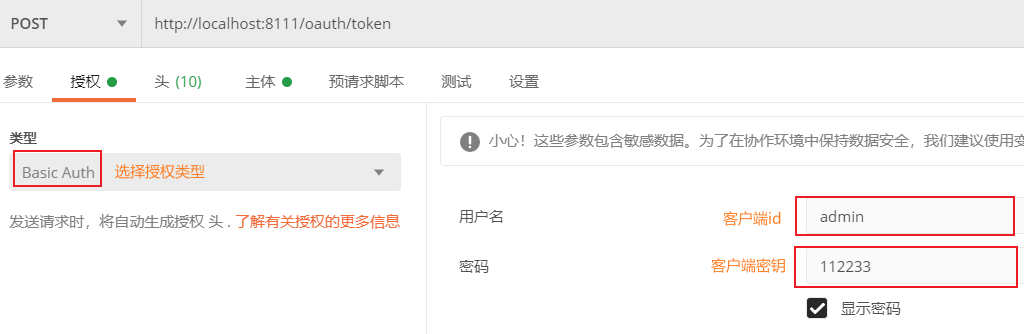 POST http://localhost:8111/oauth/token
参数 授权 头 (10) 主体 预请求脚本 测试 设置
类型
Basic Auth 选择授权类型
发送请求时，将自动生成授权 头 . 了解有关授权的更多信息
小心！这些参数包含敏感数据。为了在协作环境中保持数据安全，我们建议使用变
用户名 客户端id admin
密码 客户端密钥 112233
显示密码